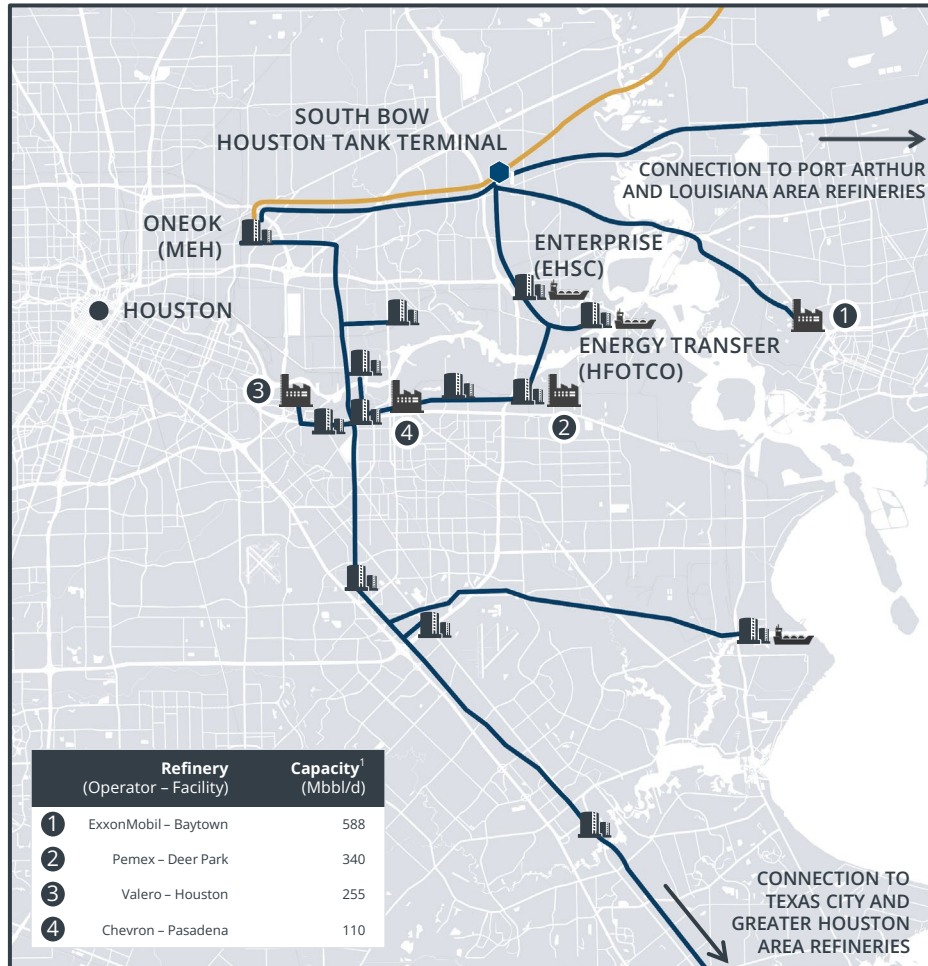 SOUTH BOW
HOUSTON TANK TERMINAL
CONNECTION TO PORT ARTHUR
AND LOUISIANA AREA REFINERIES
ONEOK
(MEH)
ENTERPRISE
(EHSC)
HOUSTON
1
ENERGY TRANSFER
(HFOTCO)
3
4
2
Refinery Capacity¹
(Operator – Facility) (Mbbl/d)
1 ExxonMobil – Baytown 588
2 Pemex – Deer Park 340
3 Valero – Houston 255
4 Chevron – Pasadena 110
CONNECTION TO
TEXAS CITY AND
GREATER HOUSTON
AREA REFINERIES